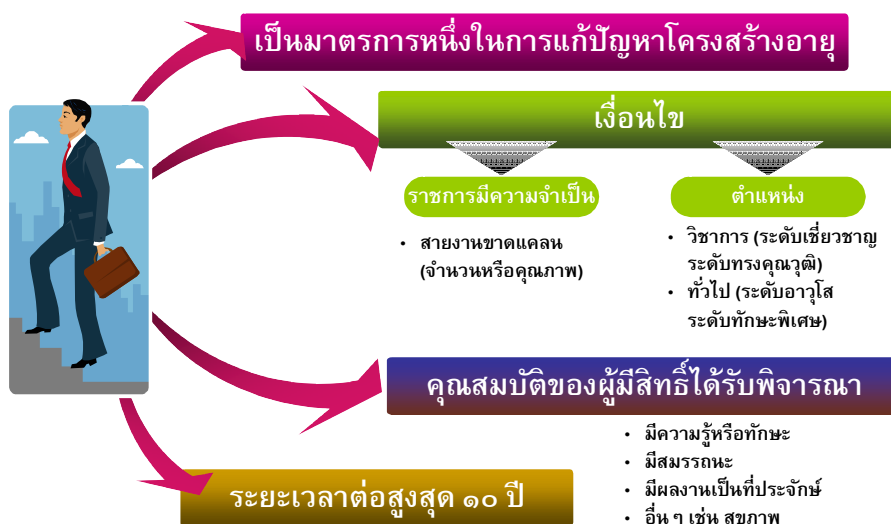 เป็นมาตรการหนึ่งในการแก้ปัญหาโครงสร้างอายุ
เงื่อนไข
ราชการมีความจำเป็น
• สายงานขาดแคลน
(จำนวนหรือคุณภาพ)
ตำแหน่ง
• วิชาการ (ระดับเชี่ยวชาญ
ระดับทรงคุณวุฒิ)
• ทั่วไป (ระดับอาวุโส
ระดับทักษะพิเศษ)
คุณสมบัติของผู้มีสิทธิ์ได้รับพิจารณา
• มีความรู้หรือทักษะ
• มีสมรรถนะ
• มีผลงานเป็นที่ประจักษ์
• อื่น ๆ เช่น สุขภาพ
ระยะเวลาต่อสูงสุด ๑๐ ปี